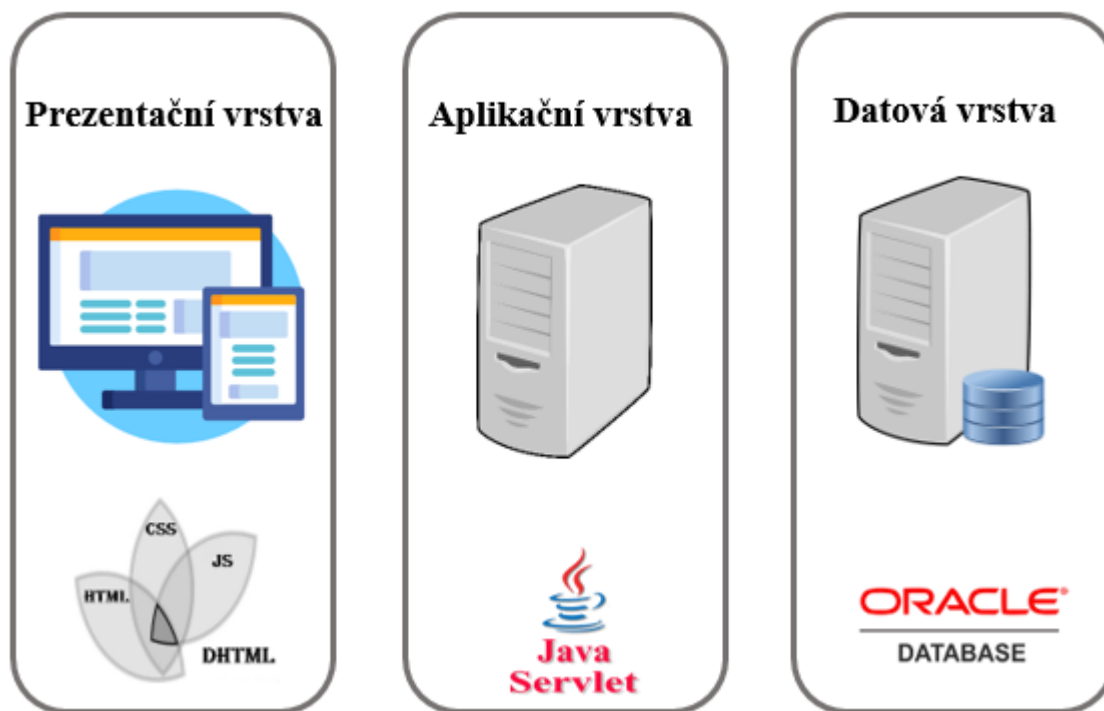 Prezentační vrstva
CSS
JS
HTML
DHTML
Aplikační vrstva
Java
Servlet
Datová vrstva
ORACLE®
DATABASE